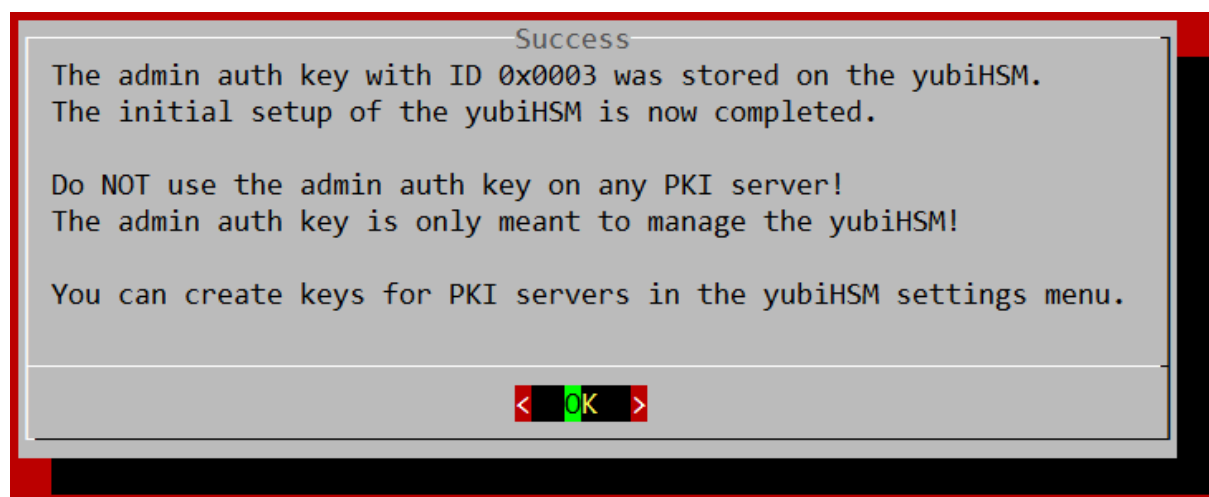 Success
The admin auth key with ID 0x0003 was stored on the yubiHSM.
The initial setup of the yubiHSM is now completed.
Do NOT use the admin auth key on any PKI server!
The admin auth key is only meant to manage the yubiHSM!
You can create keys for PKI servers in the yubiHSM settings menu.
< OK >